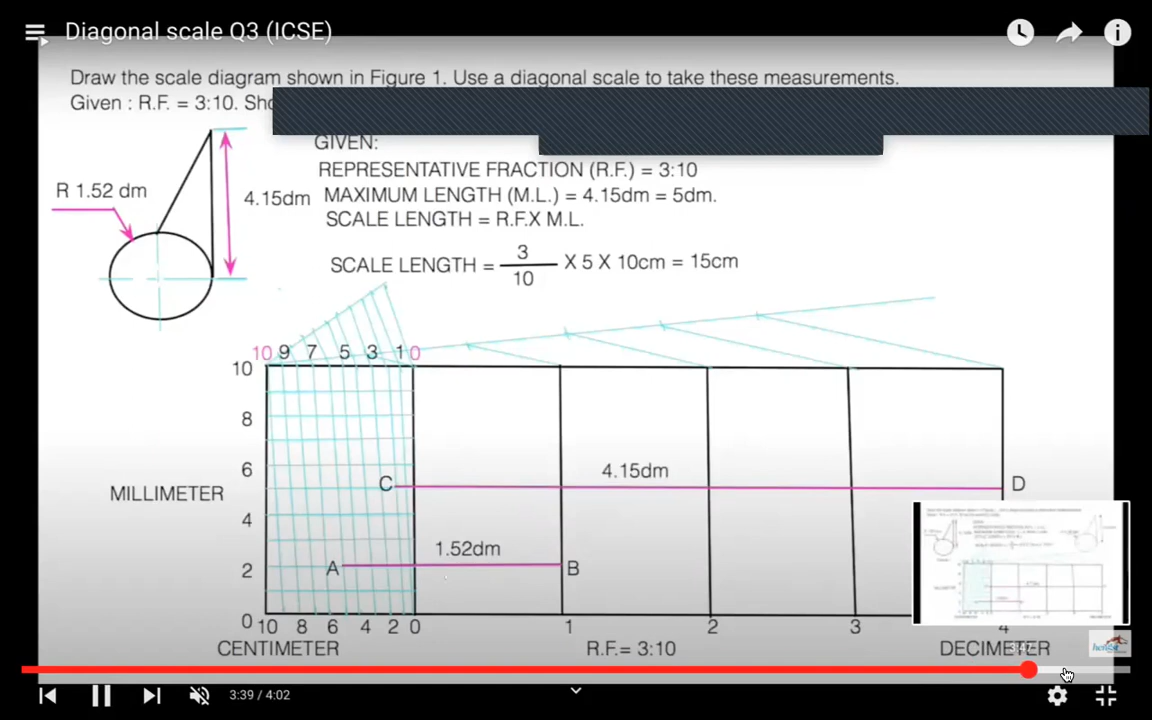 Diagonal scale Q3 (ICSE)
Draw the scale diagram shown in Figure 1. Use a diagonal scale to take these measurements.
Given : R.F. = 3:10.
GIVEN:
REPRESENTATIVE FRACTION (R.F.) = 3:10
R 1.52 dm
4.15dm
MAXIMUM LENGTH (M.L.) = 4.15dm = 5dm.
SCALE LENGTH = R.F.X M.L.
SCALE LENGTH = 3/10 X 5 X 10cm = 15cm
10 9 7 5 3 1 0
10
8
6
C
4.15dm
D
MILLIMETER
4
1.52dm
2
A
B
0
10 8 6 4 2 0 1 2 3 4
CENTIMETER
R.F.= 3:10
DECIMETER
3:47
3:39 / 4:02